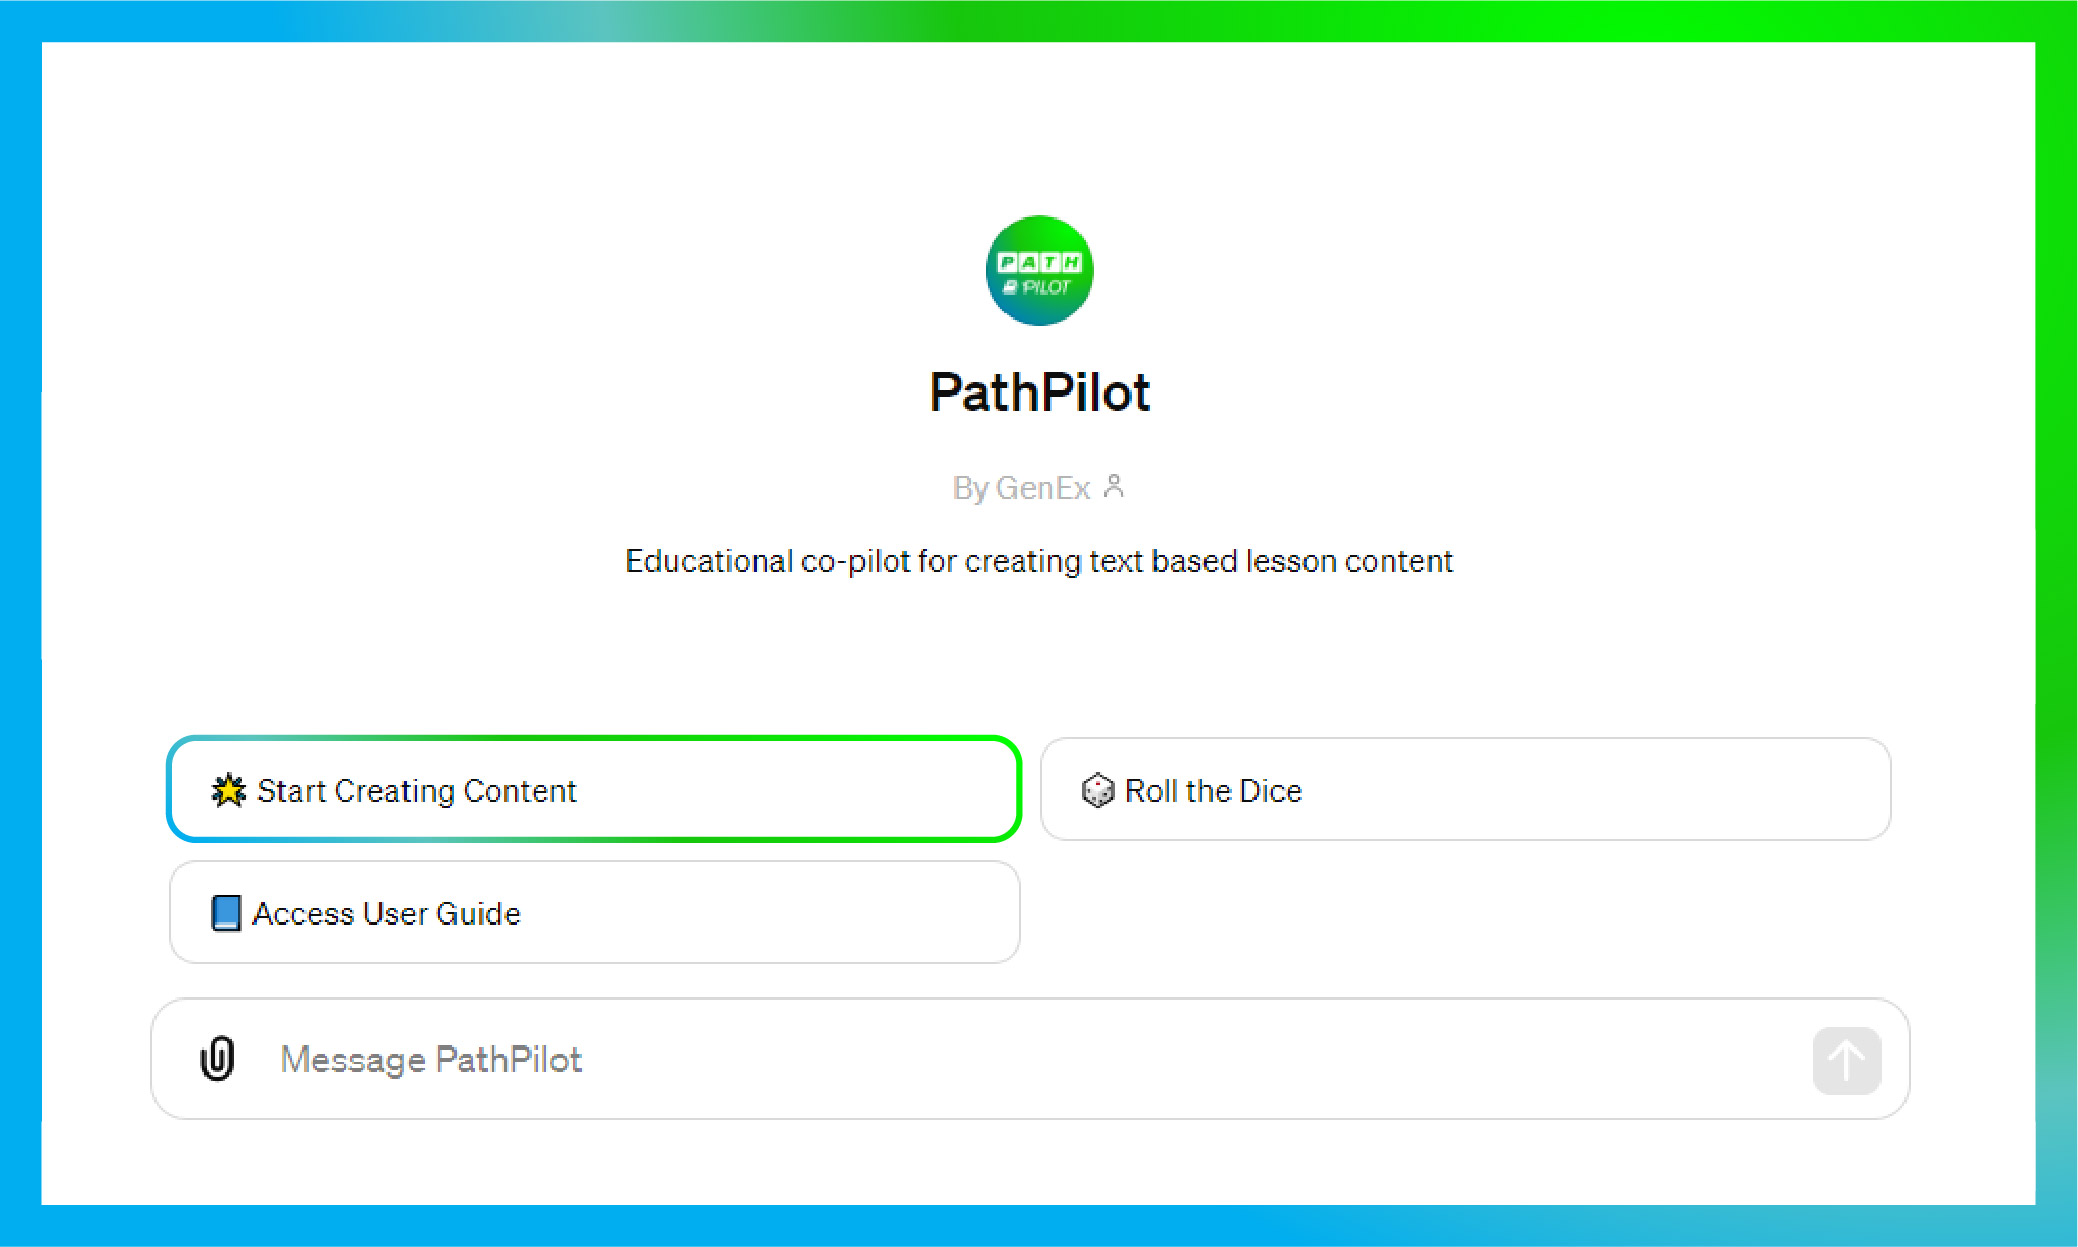 PATH
PILOT
PathPilot
By GenEx
Educational co-pilot for creating text based lesson content
Start Creating Content
Roll the Dice
Access User Guide
Message PathPilot